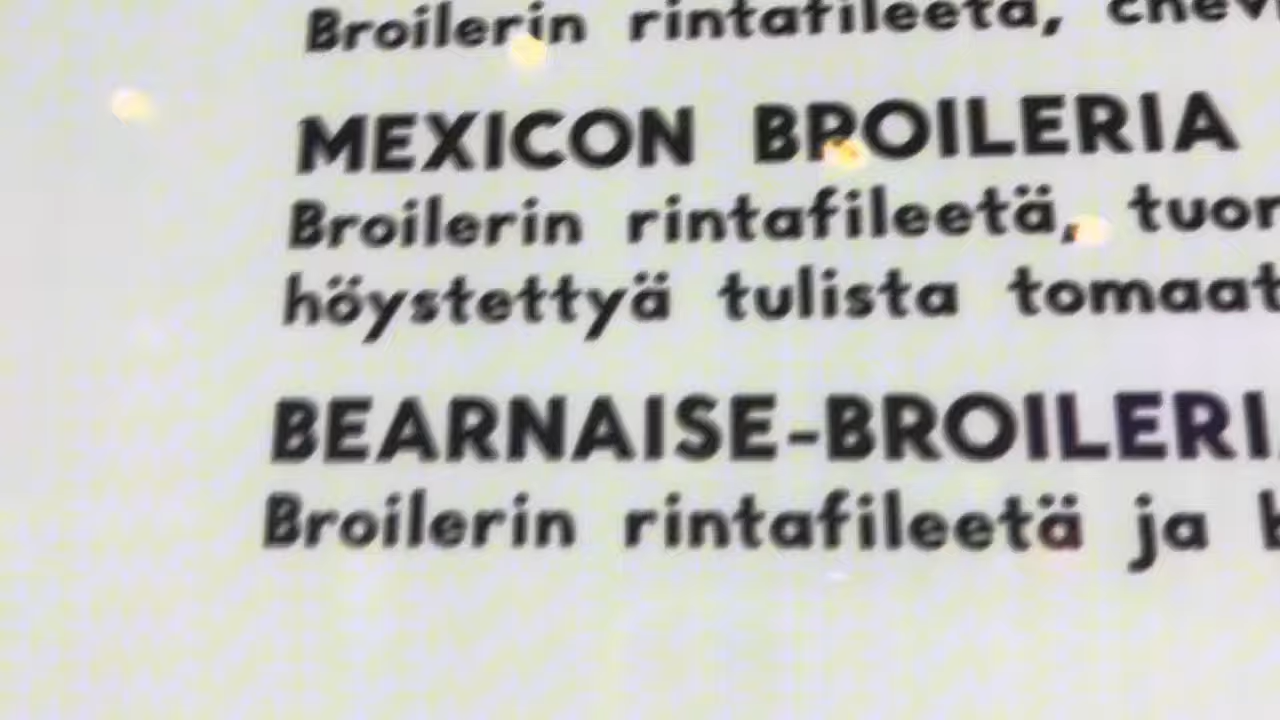 Broilerin rintafileetä,
MEXICON BROILERIA
Broilerin rintafileetä,
höystettyä tulista
BEARNAISE-BROILERI
Broilerin rintafileetä ja